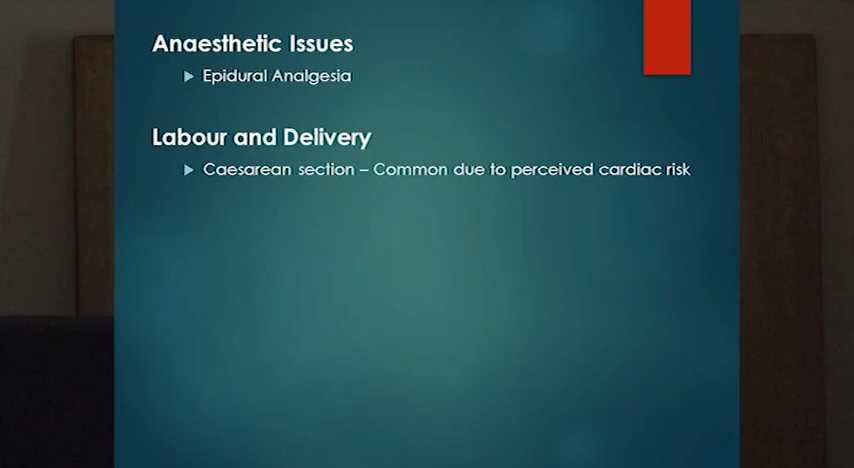 Anaesthetic Issues
Epidural Analgesia
Labour and Delivery
Caesarean section – Common due to perceived cardiac risk